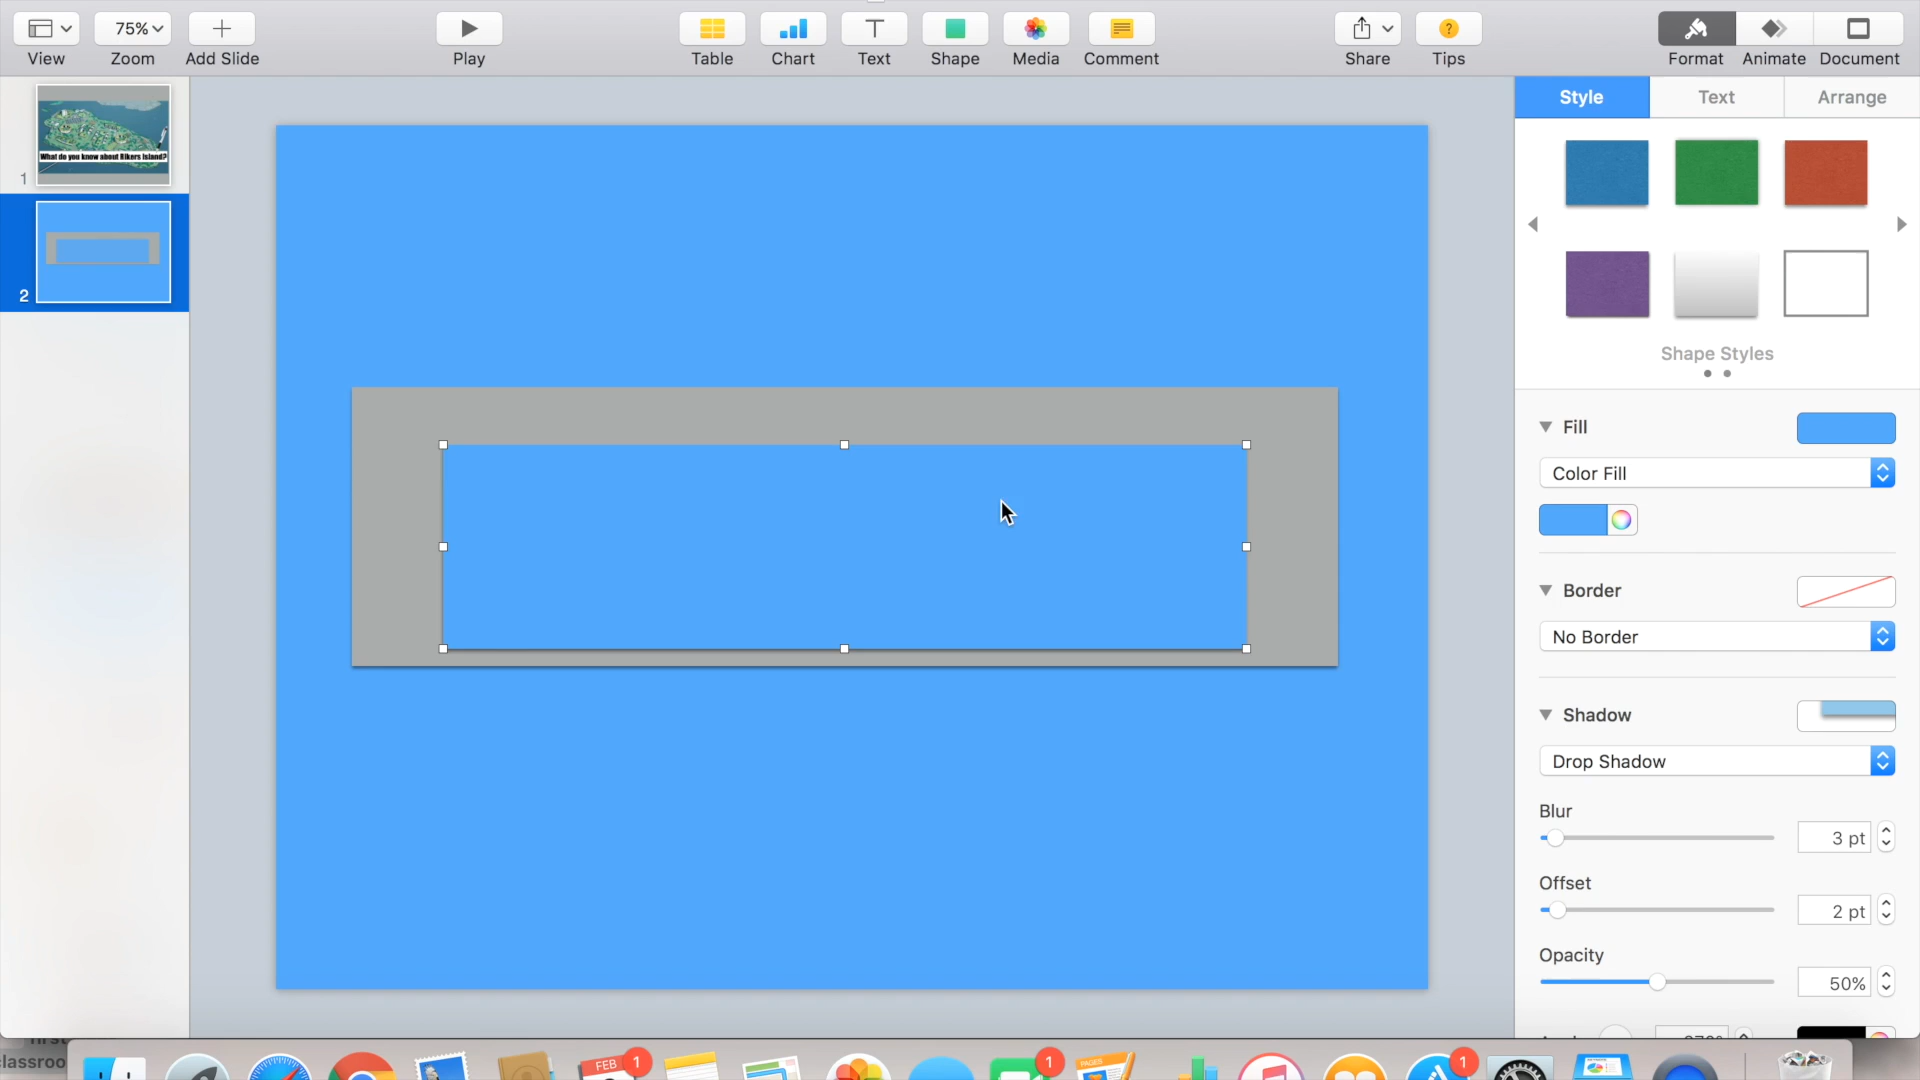 View
75%
Zoom
Add Slide
Play
Table
Chart
Text
Shape
Media
Comment
Share
Tips
Format
Animate
Document
What do you know about Rikers Island?
1
2
Style
Text
Arrange
Shape Styles
Fill
Color Fill
Border
No Border
Shadow
Drop Shadow
Blur
3 pt
Offset
2 pt
Opacity
50%
classroo
FEB
1
1
PAGES
1